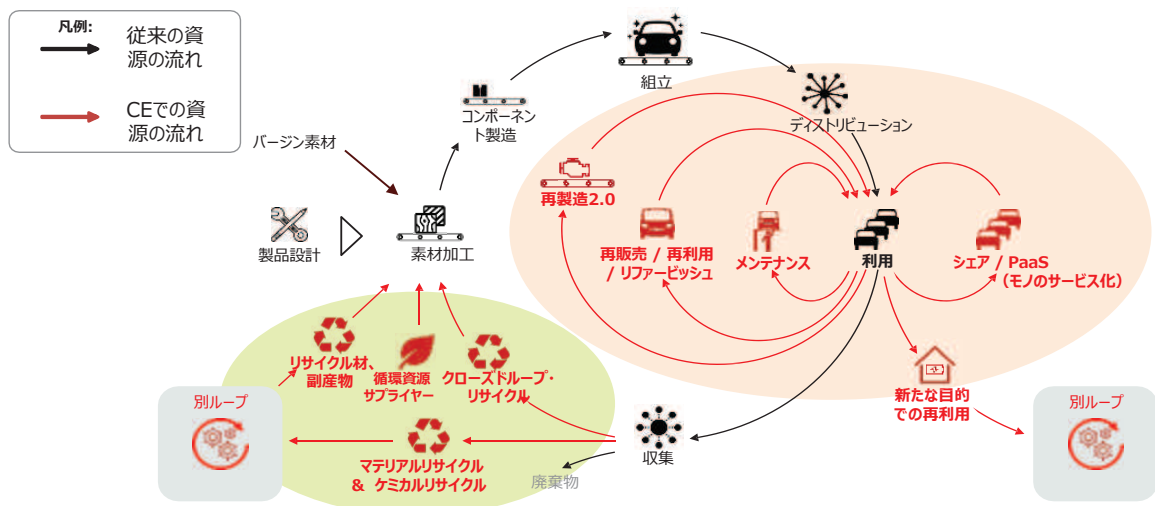 凡例:
従来の資
源の流れ
CEでの資
源の流れ
組立
コンポーネン
ト製造
ディストリビューション
バージン素材
製品設計
素材加工
再製造2.0
再販売 / 再利用
/ リファービッシュ
メンテナンス
利用
シェア / PaaS
(モノのサービス化)
リサイクル材、
副産物
循環資源
サプライヤー
クローズドループ・
リサイクル
新たな目的
での再利用
別ループ
別ループ
収集
マテリアルリサイクル
& ケミカルリサイクル
廃棄物